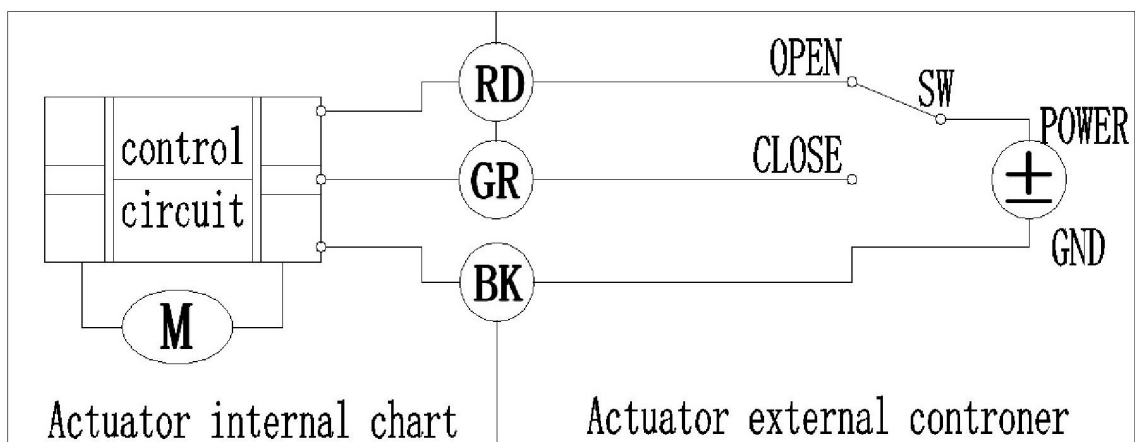 RD
OPEN
SW
POWER
control
circuit
GR
CLOSE
+
GND
BK
M
Actuator internal chart
Actuator external controner